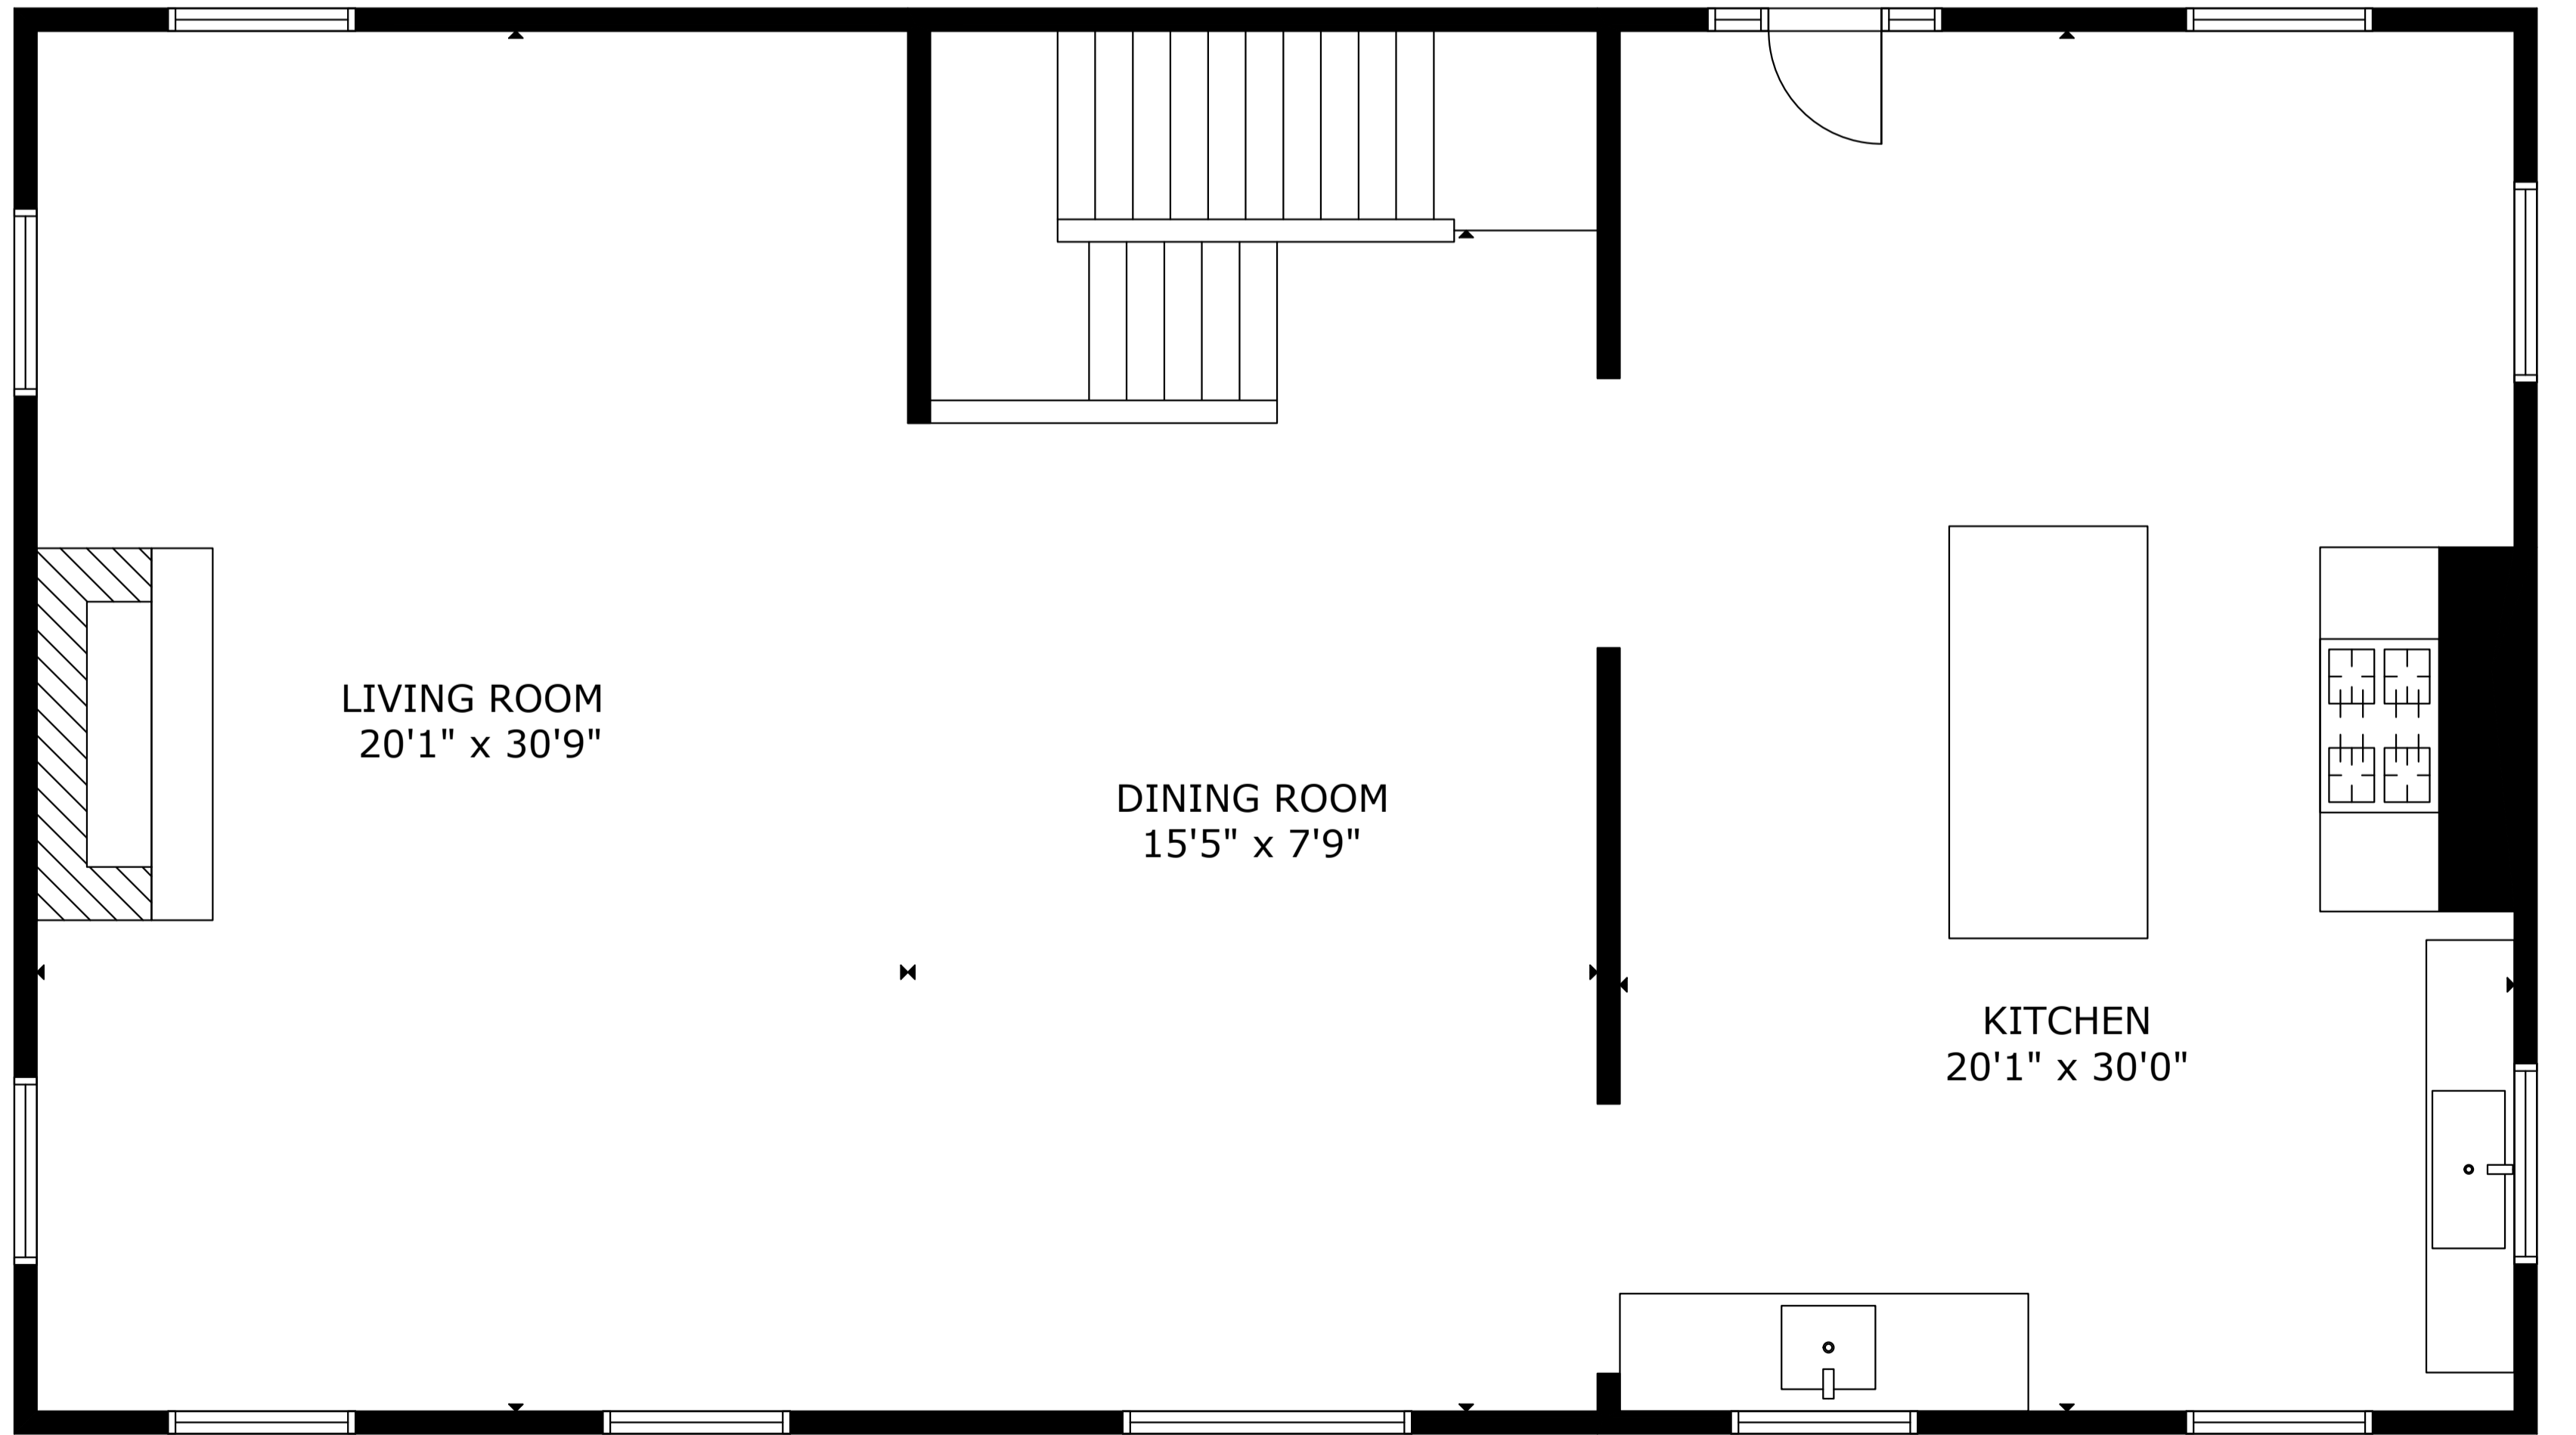 LIVING ROOM
20'1" x 30'9"
DINING ROOM
15'5" x 7'9"
KITCHEN
20'1" x 30'0"